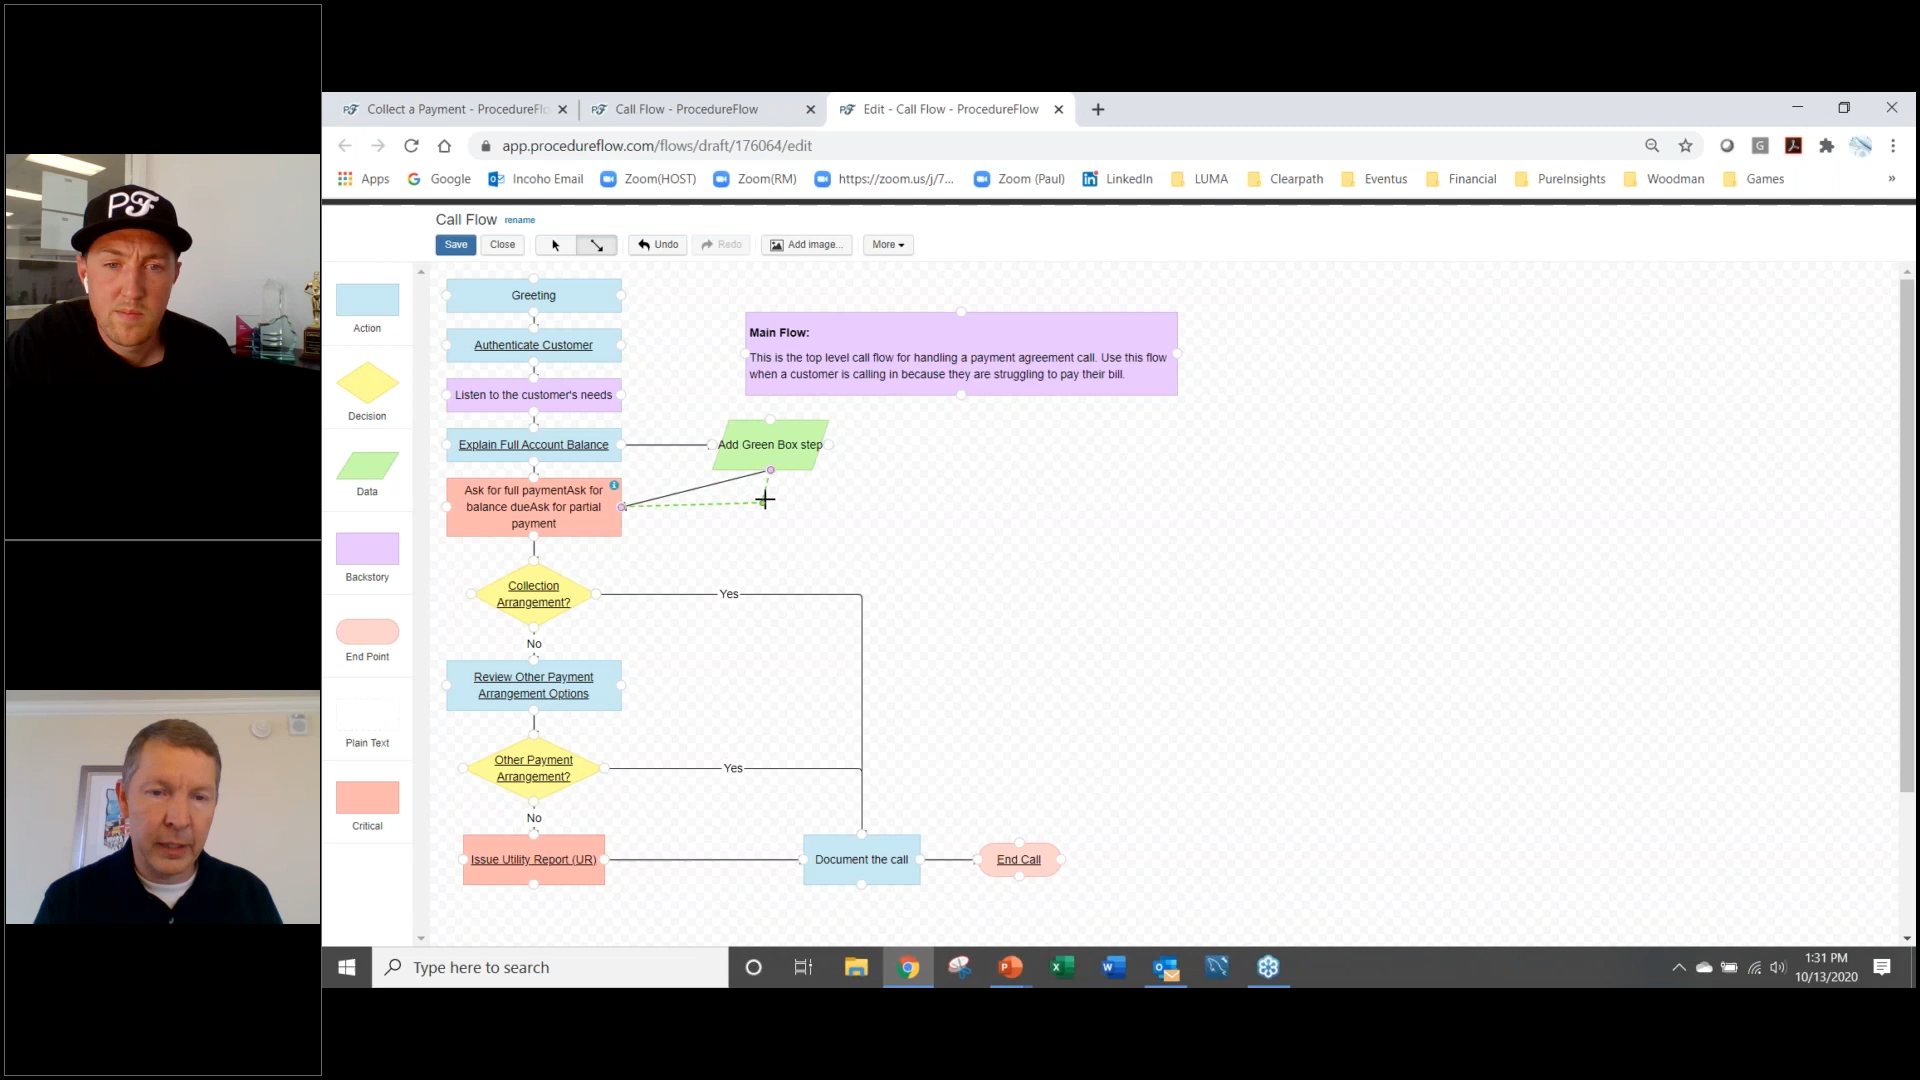 PF
Collect a Payment - ProcedureFl
Call Flow - ProcedureFlow
Edit - Call Flow - ProcedureFlow
app.procedureflow.com/flows/draft/176064/edit
Apps
Google
Incoho Email
Zoom(HOST)
Zoom(RM)
https://zoom.us/j/7...
Zoom (Paul)
LinkedIn
LUMA
Clearpath
Eventus
Financial
PureInsights
Woodman
Games
»
Call Flow rename
Save
Close
Undo
Redo
Add image...
More
Action
Decision
Data
Backstory
End Point
Plain Text
Critical
Greeting
Authenticate Customer
Listen to the customer's needs
Explain Full Account Balance
Add Green Box step
Ask for full paymentAsk for
balance dueAsk for partial
payment
Main Flow:
This is the top level call flow for handling a payment agreement call. Use this flow
when a customer is calling in because they are struggling to pay their bill.
Collection
Arrangement?
Yes
No
Review Other Payment
Arrangement Options
Other Payment
Arrangement?
Yes
No
Issue Utility Report (UR)
Document the call
End Call
Type here to search
1:31 PM
10/13/2020